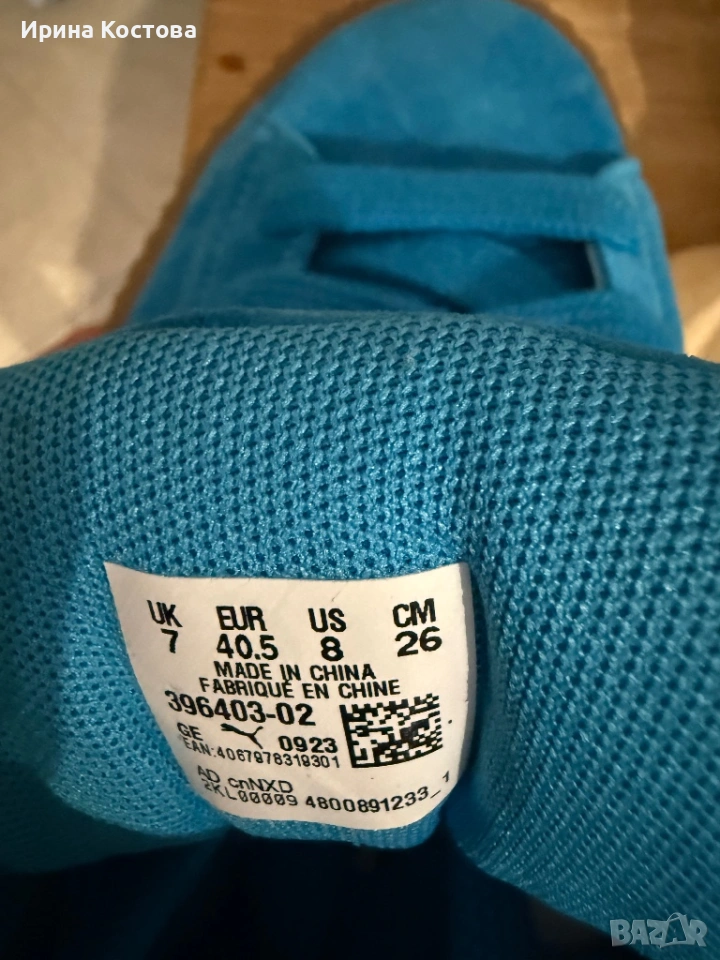 Ирина Костова
UK EUR US CM
7 40.5 8 26
MADE IN CHINA
FABRIQUÉ EN CHINE
396403-02
GE 0923
EAN:4067978319301
AD cnNXD
2KL00009 4800891233_1
BAZAR